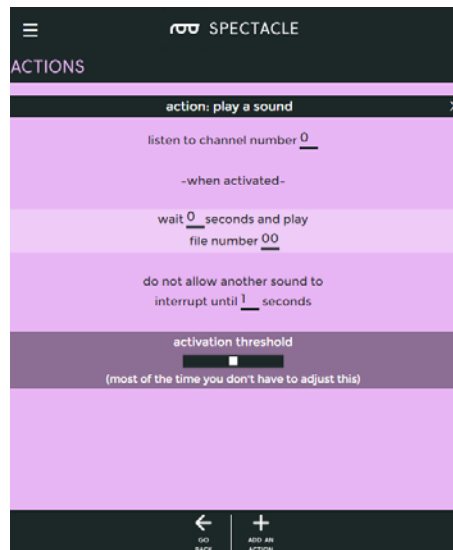 SPECTACLE
ACTIONS
action: play a sound
listen to channel number 0
-when activated-
wait 0 seconds and play
file number 00
do not allow another sound to
interrupt until 1 seconds
activation threshold
(most of the time you don't have to adjust this)
GO BACK
ADD AN ACTION